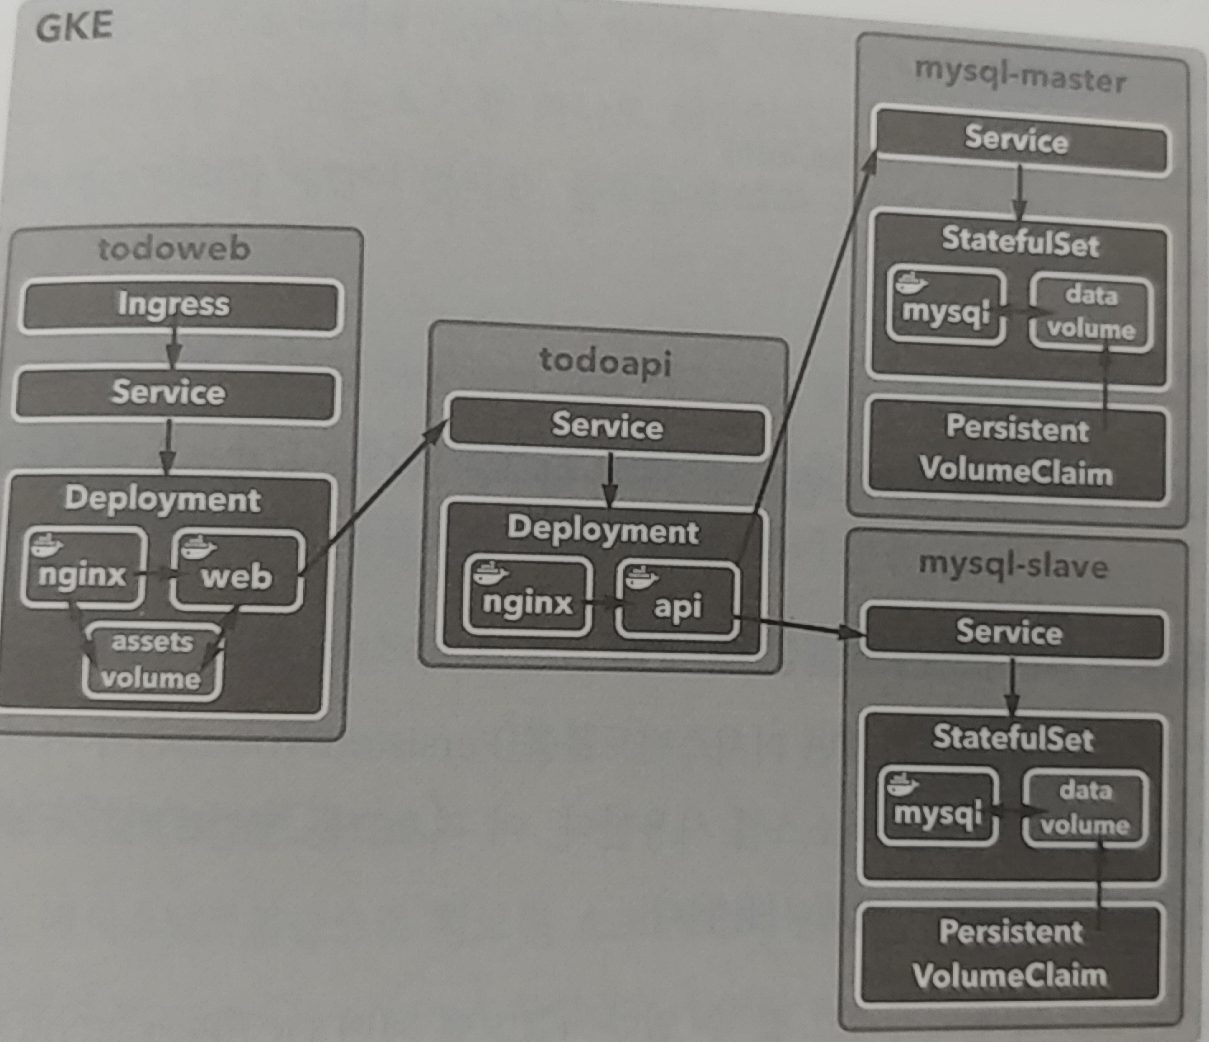 GKE
todoweb
Ingress
Service
Deployment
nginx
web
assets
volume
todoapi
Service
Deployment
nginx
api
mysql-master
Service
StatefulSet
mysql
data
volume
Persistent
VolumeClaim
mysql-slave
Service
StatefulSet
mysql
data
volume
Persistent
VolumeClaim